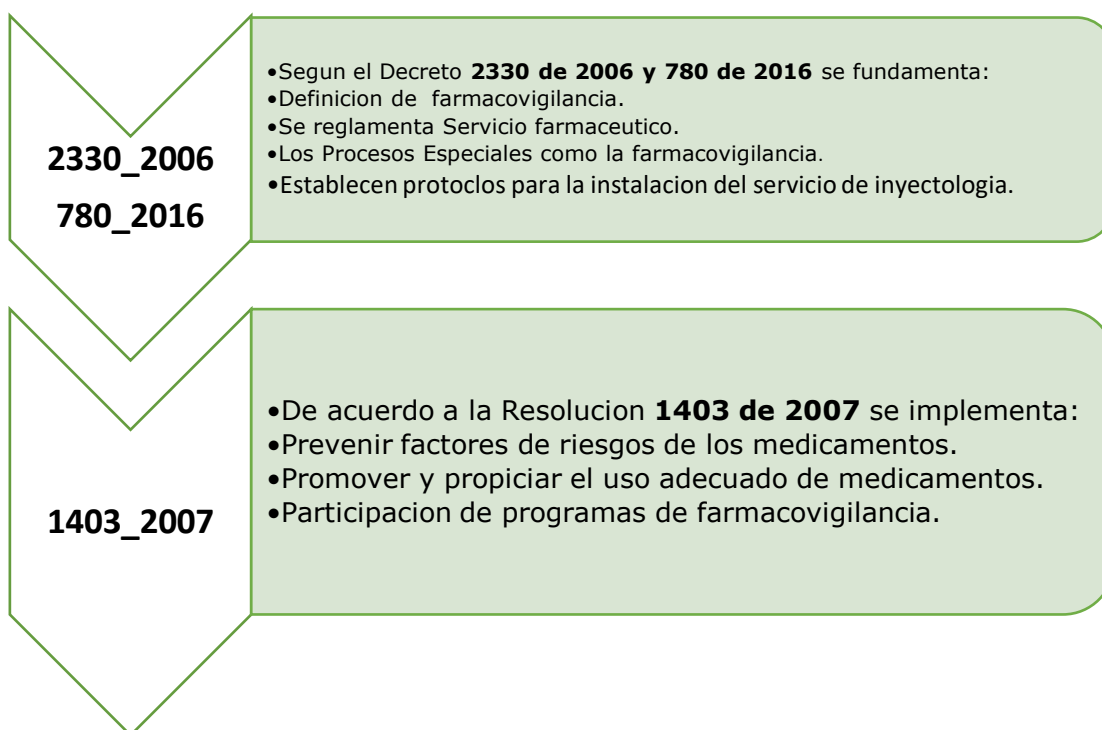 2330_2006
780_2016
•Segun el Decreto 2330 de 2006 y 780 de 2016 se fundamenta:
•Definicion de  farmacovigilancia.
•Se reglamenta Servicio farmaceutico.
•Los Procesos Especiales como la farmacovigilancia.
•Establecen protoclos para la instalacion del servicio de inyectologia.
1403_2007
•De acuerdo a la Resolucion 1403 de 2007 se implementa:
•Prevenir factores de riesgos de los medicamentos.
•Promover y propiciar el uso adecuado de medicamentos.
•Participacion de programas de farmacovigilancia.